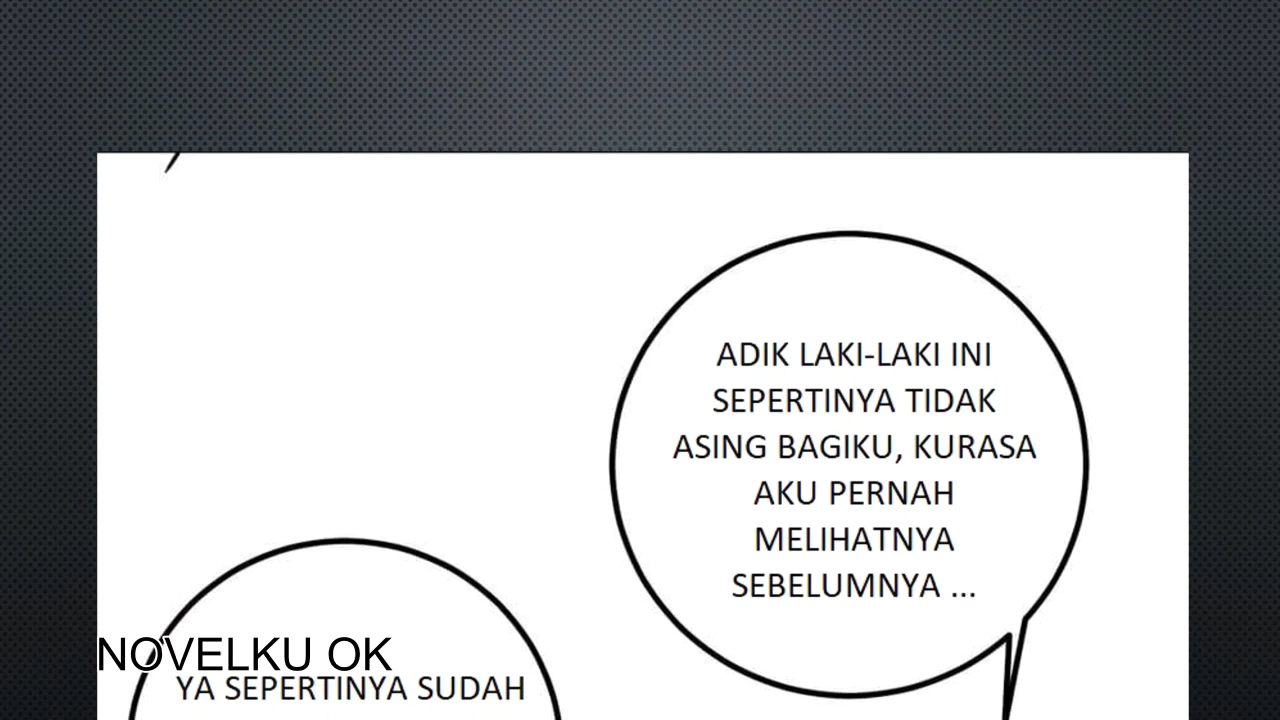 ADIK LAKI-LAKI INI
SEPERTINYA TIDAK
ASING BAGIKU, KURASA
AKU PERNAH
MELIHATNYA
SEBELUMNYA ...
NOVELKU OK
YA SEPERTINYA SUDAH